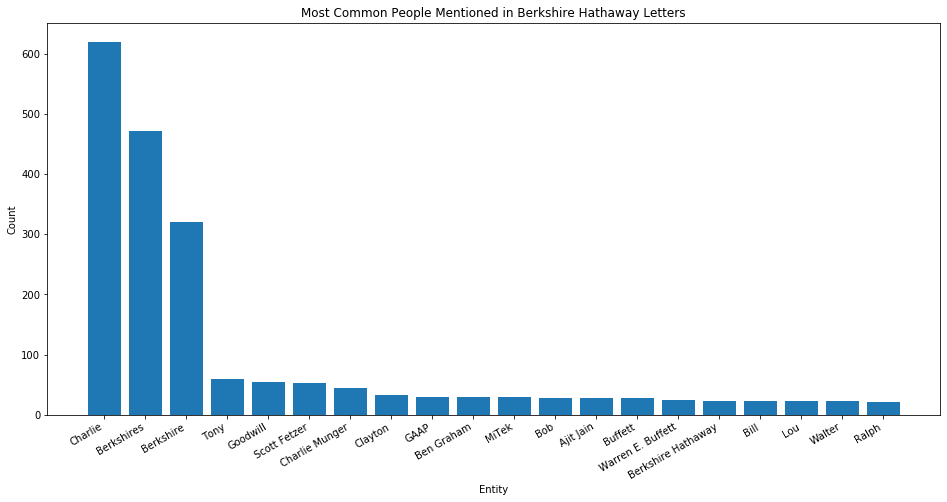 Most Common People Mentioned in Berkshire Hathaway Letters
600
500
400
300
200
100
0
Count
Charlie
Berkshires
Berkshire
Tony
Goodwill
Scott Fetzer
Charlie Munger
Clayton
GAAP
Ben Graham
MiTek
Bob
Ajit Jain
Buffett
Warren E. Buffett
Berkshire Hathaway
Bill
Lou
Walter
Ralph
Entity